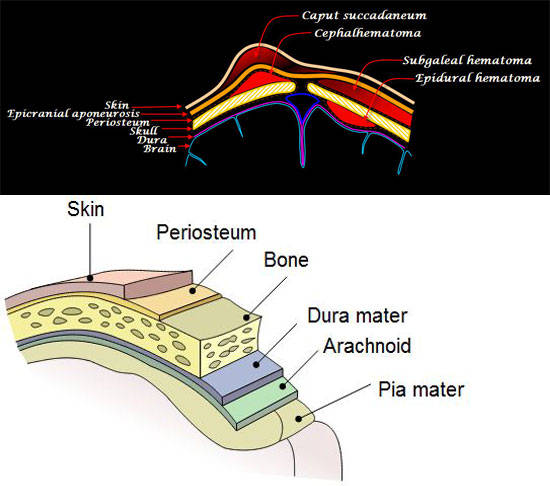 Caput succadaneum
Cephalhematoma
Subgaleal hematoma
Epidural hematoma
Skin
Epicranial aponeurosis
Periosteum
Skull
Dura
Brain
Skin
Periosteum
Bone
Dura mater
Arachnoid
Pia mater